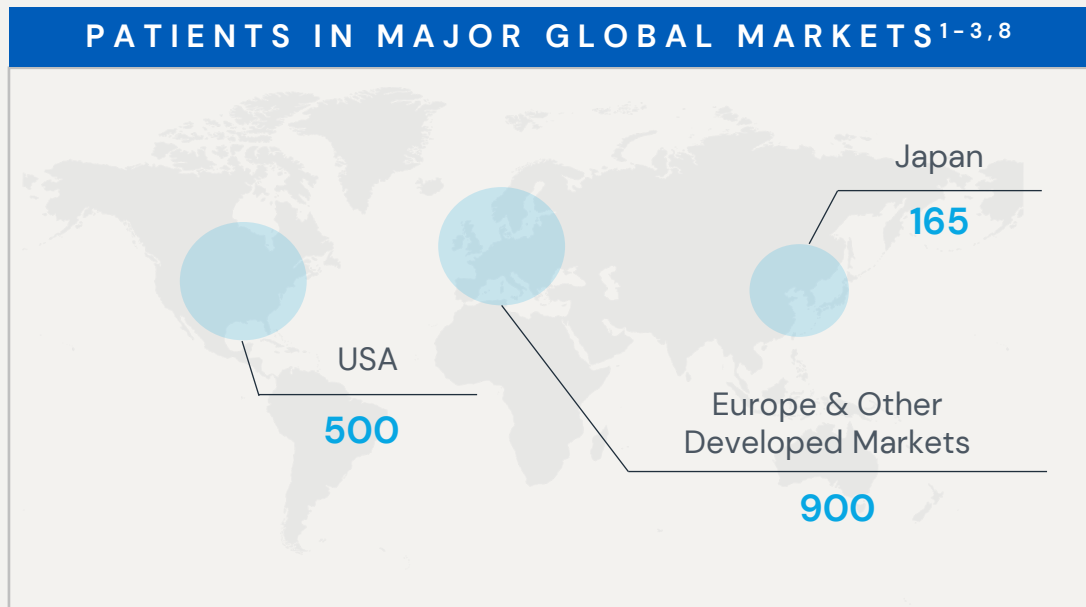 PATIENTS IN MAJOR GLOBAL MARKETS1-3,8
Japan
165
USA
500
Europe & Other
Developed Markets
900